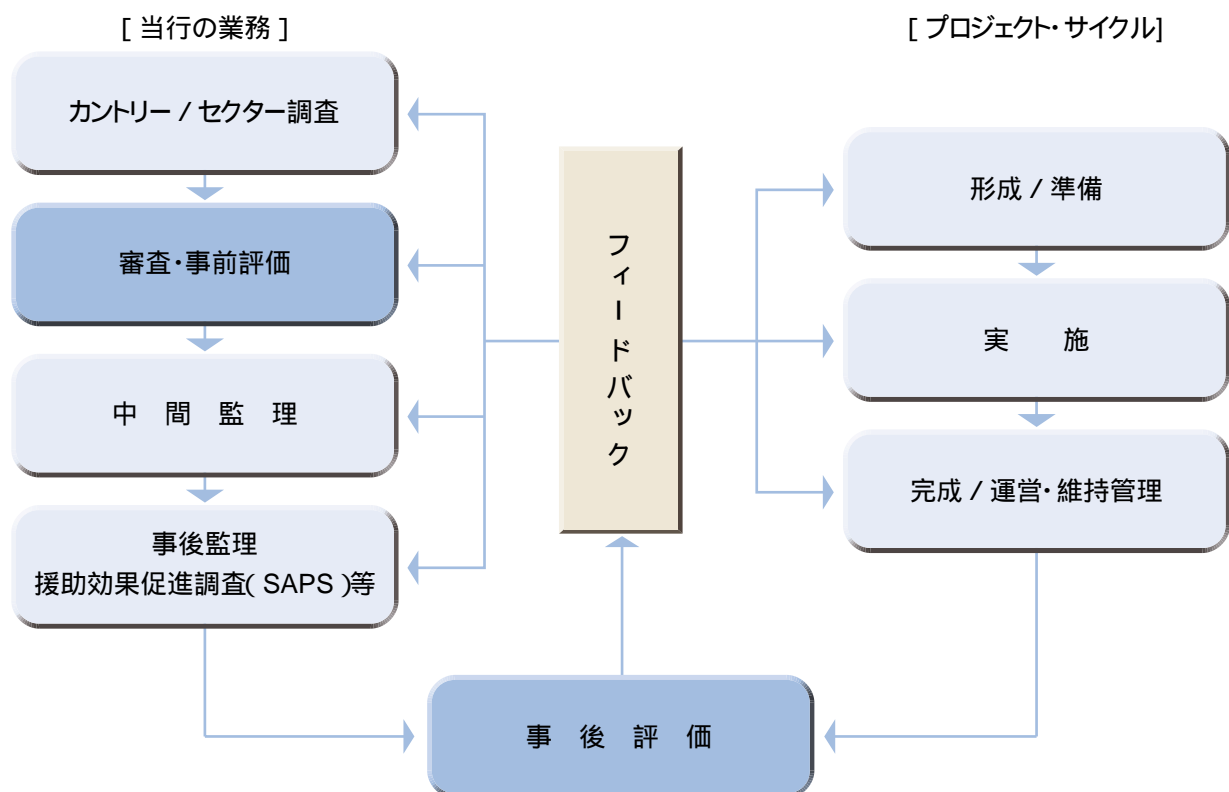 [ 当行の業務 ]
カントリー / セクター調査
審査・事前評価
中 間 監 理
事後監理
援助効果促進調査( SAPS )等
フィードバック
[ プロジェクト・サイクル]
形成 / 準備
実 施
完成 / 運営・維持管理
事 後 評 価